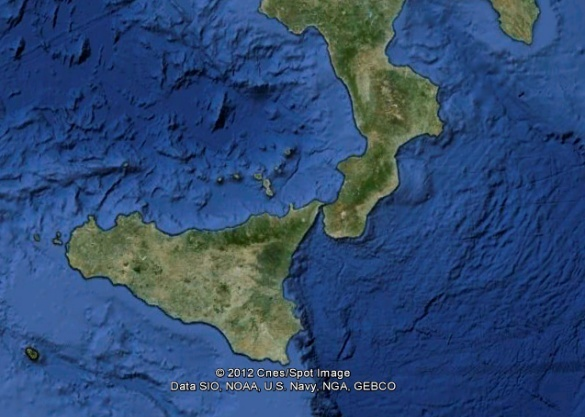 © 2012 Cnes/Spot Image
Data SIO, NOAA, U.S. Navy, NGA, GEBCO